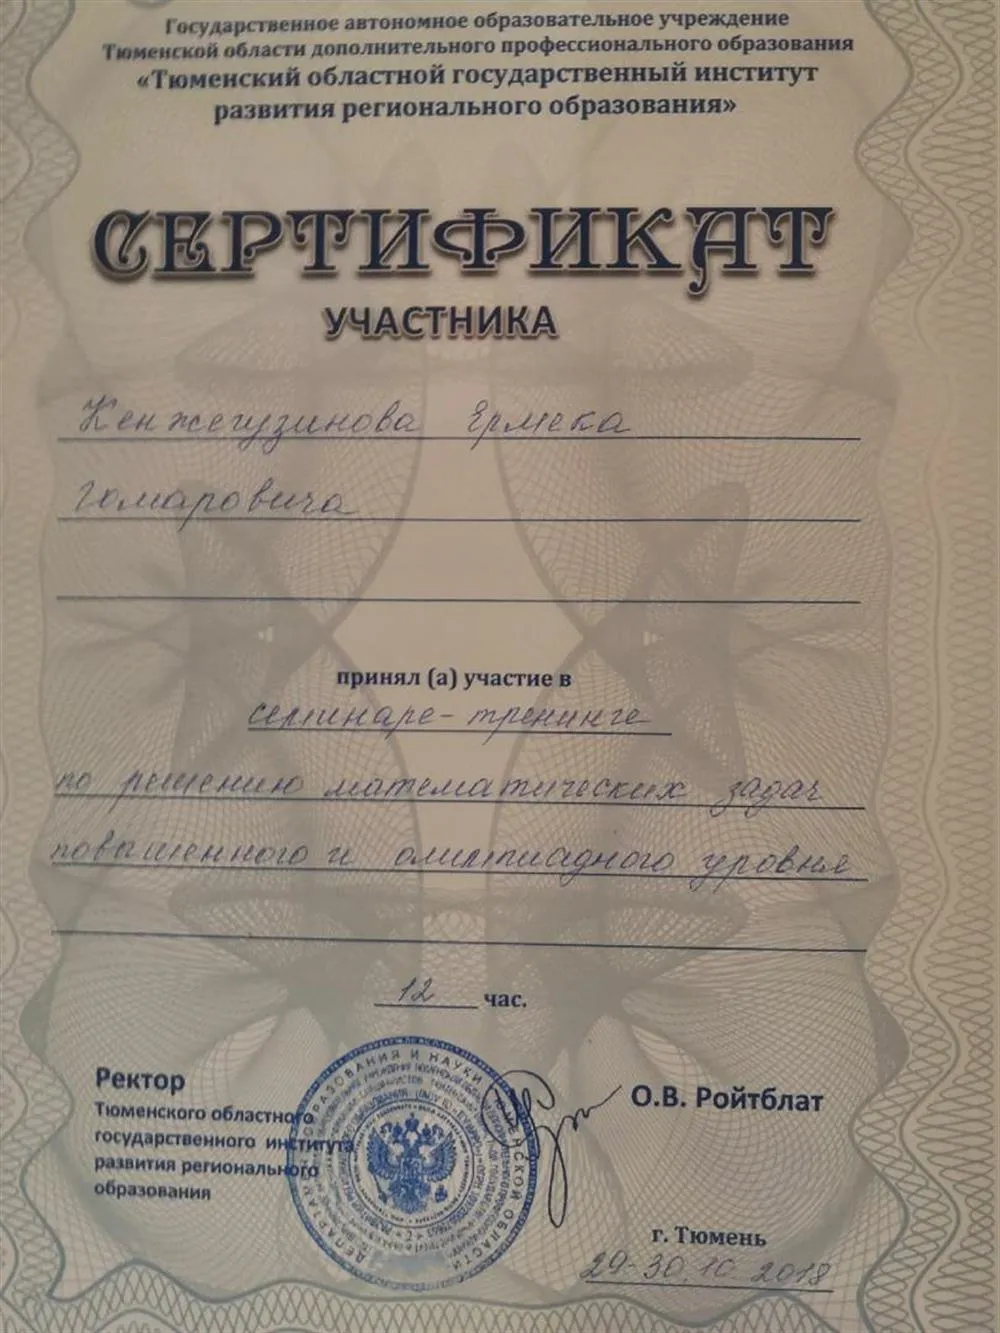 Государственное автономное образовательное учреждение
Тюменской области дополнительного профессионального образования
«Тюменский областной государственный институт
развития регионального образования»
СЕРТИФИКАТ
УЧАСТНИКА
Кенжегузинова Ермека
Гомаровича
принял (а) участие в
семинаре-тренинге
по решению математических задач
повышенного и олимпиадного уровня
12 час.
Ректор
Тюменского областного
государственного института
развития регионального
образования
О.В. Ройтблат
г. Тюмень
29-30.10 2018